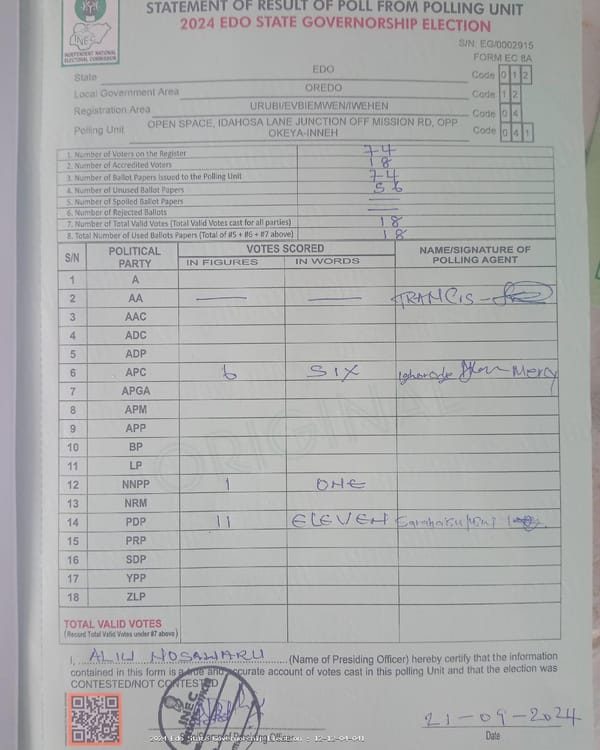 STATEMENT OF RESULT OF POLL FROM POLLING UNIT
2024 EDO STATE GOVERNORSHIP ELECTION
INEC
INDEPENDENT NATIONAL ELECTORAL COMMISSION
S/N: EG/0002915
FORM EC 8A
State EDO Code 0 1 2
Local Government Area OREDO Code 1 2
Registration Area URUBI/EVBIEMWEN/IWEHEN Code 0 4
Polling Unit OPEN SPACE, IDAHOSA LANE JUNCTION OFF MISSION RD, OPP OKEYA-INNEH Code 0 4 1
1. Number of Voters on the Register 74
2. Number of Accredited Voters 18
3. Number of Ballot Papers Issued to the Polling Unit 74
4. Number of Unused Ballot Papers 56
5. Number of Spoiled Ballot Papers —
6. Number of Rejected Ballots —
7. Number of Total Valid Votes (Total Valid Votes cast for all parties) 18
8. Total Number of Used Ballots Papers (Total of #5 + #6 + #7 above) 18
S/N POLITICAL PARTY VOTES SCORED NAME/SIGNATURE OF POLLING AGENT
IN FIGURES IN WORDS
1 A
2 AA — — FRANCIS
3 AAC
4 ADC
5 ADP
6 APC 6 SIX Mercy
7 APGA
8 APM
9 APP
10 BP
11 LP
12 NNPP 1 ONE
13 NRM
14 PDP 11 ELEVEN
15 PRP
16 SDP
17 YPP
18 ZLP
ORIGINAL
TOTAL VALID VOTES
(Record Total Valid Votes under #7 above)
I, ALIU NOSAWARU (Name of Presiding Officer) hereby certify that the information
contained in this form is a true and accurate account of votes cast in this polling Unit and that the election was
CONTESTED/NOT CONTESTED
INEC
21-09-2024
Date
2024 Edo State Governorship Election : 12-12-04-041